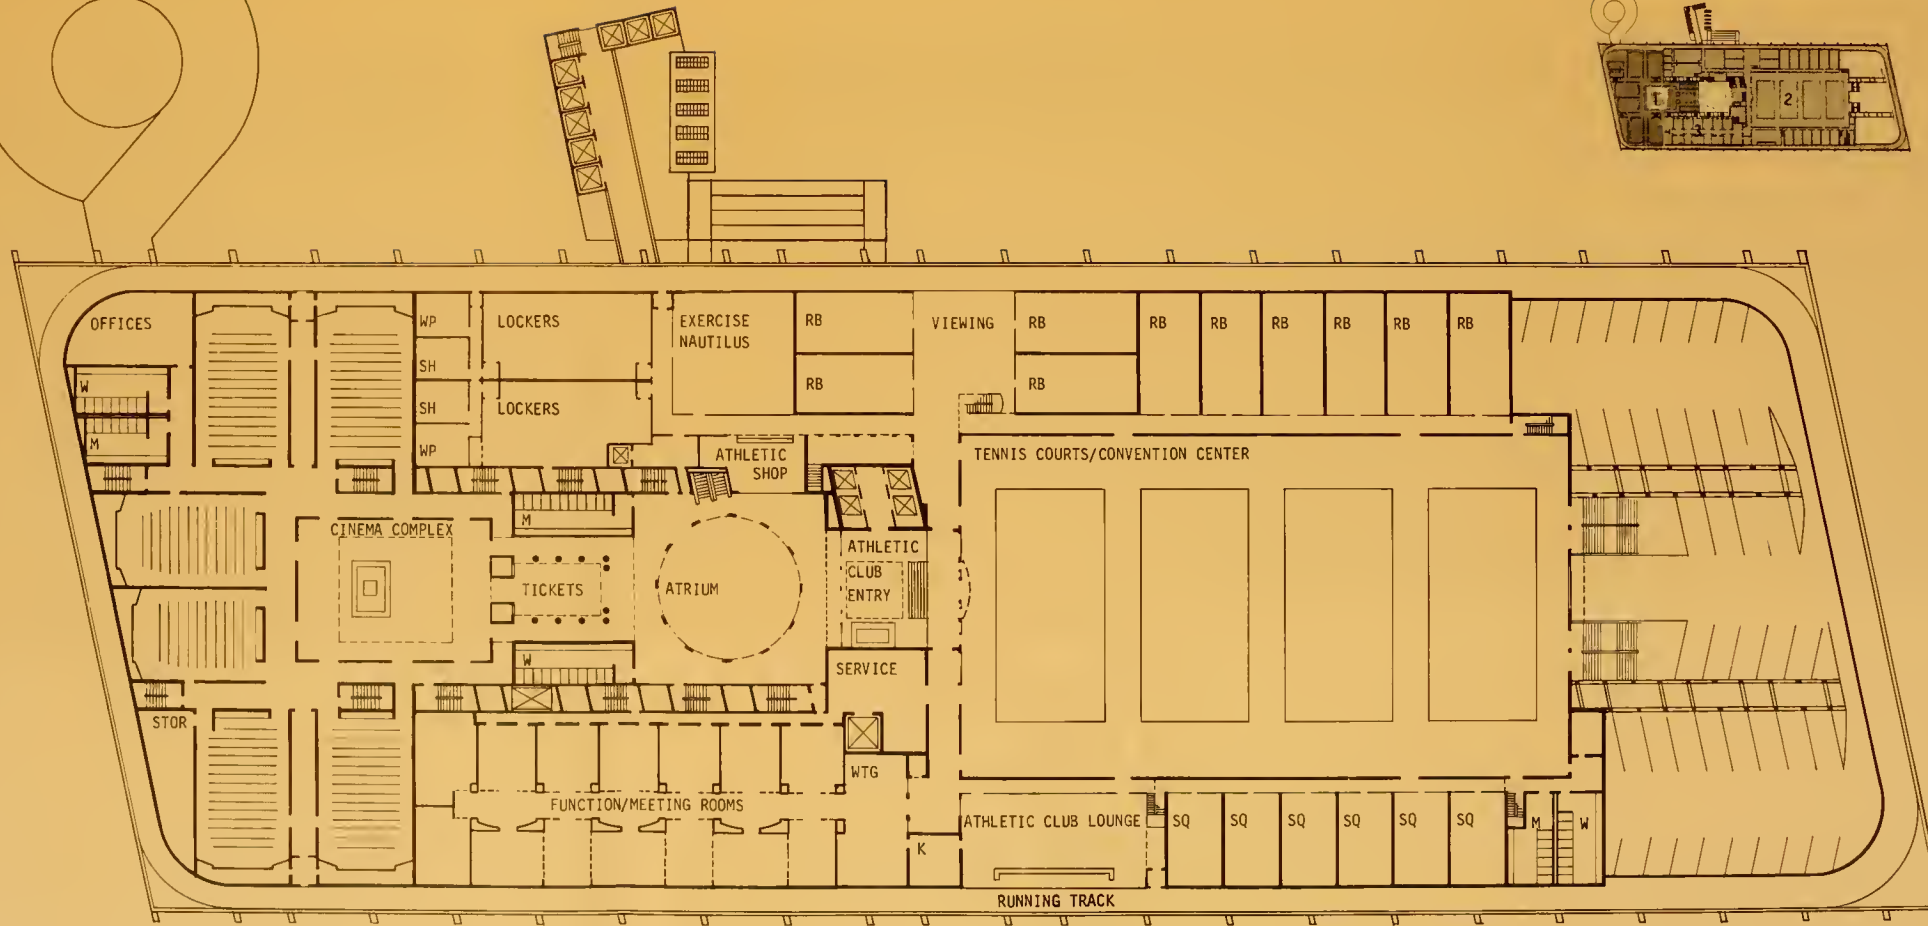 1
2
3
OFFICES
WP
LOCKERS
EXERCISE
NAUTILUS
RB
VIEWING
RB
RB
RB
RB
RB
RB
RB
SH
RB
RB
W
SH
LOCKERS
M
WP
ATHLETIC
SHOP
TENNIS COURTS/CONVENTION CENTER
M
CINEMA COMPLEX
ATHLETIC
CLUB
ENTRY
TICKETS
ATRIUM
W
SERVICE
STOR
WTG
FUNCTION/MEETING ROOMS
ATHLETIC CLUB LOUNGE
SQ
SQ
SQ
SQ
SQ
SQ
M
W
K
RUNNING TRACK